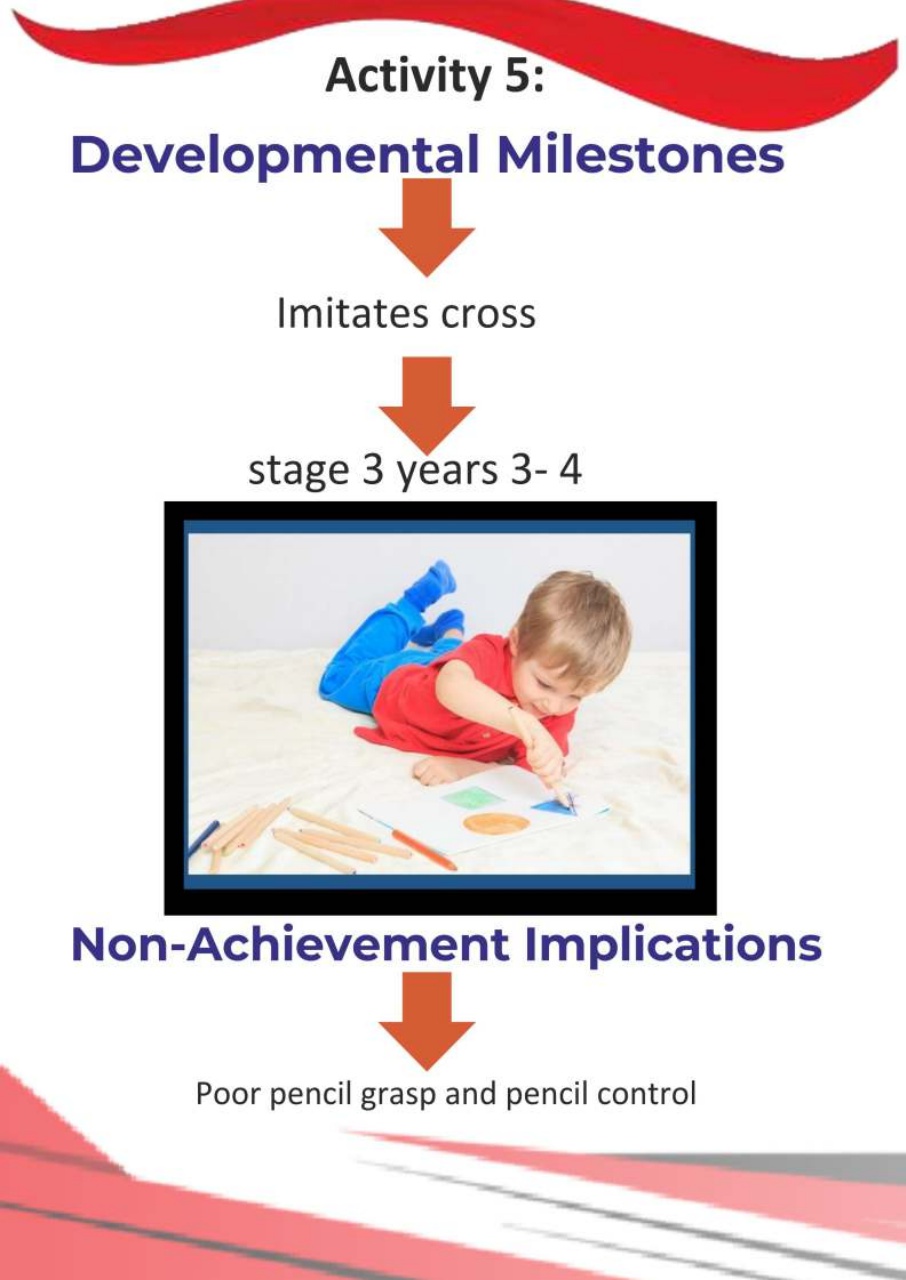 Activity 5:
Developmental Milestones
Imitates cross
stage 3 years 3- 4
Non-Achievement Implications
Poor pencil grasp and pencil control